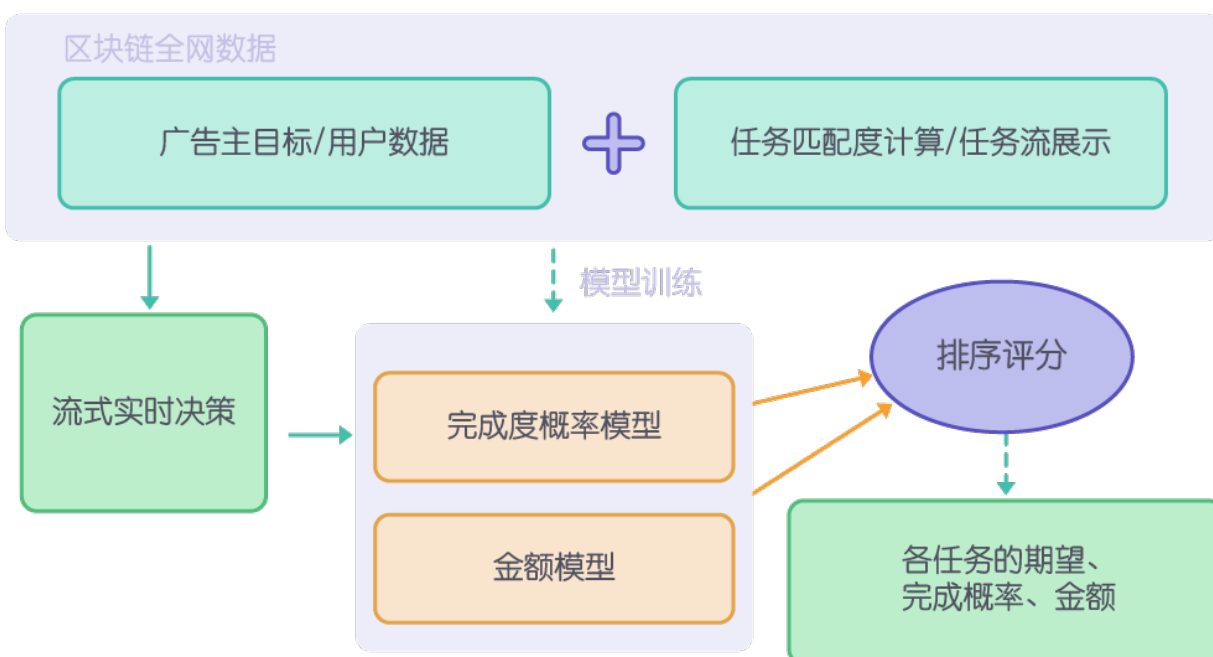 区块链全网数据
广告主目标/用户数据
任务匹配度计算/任务流展示
模型训练
流式实时决策
完成度概率模型
金额模型
排序评分
各任务的期望、
完成概率、金额